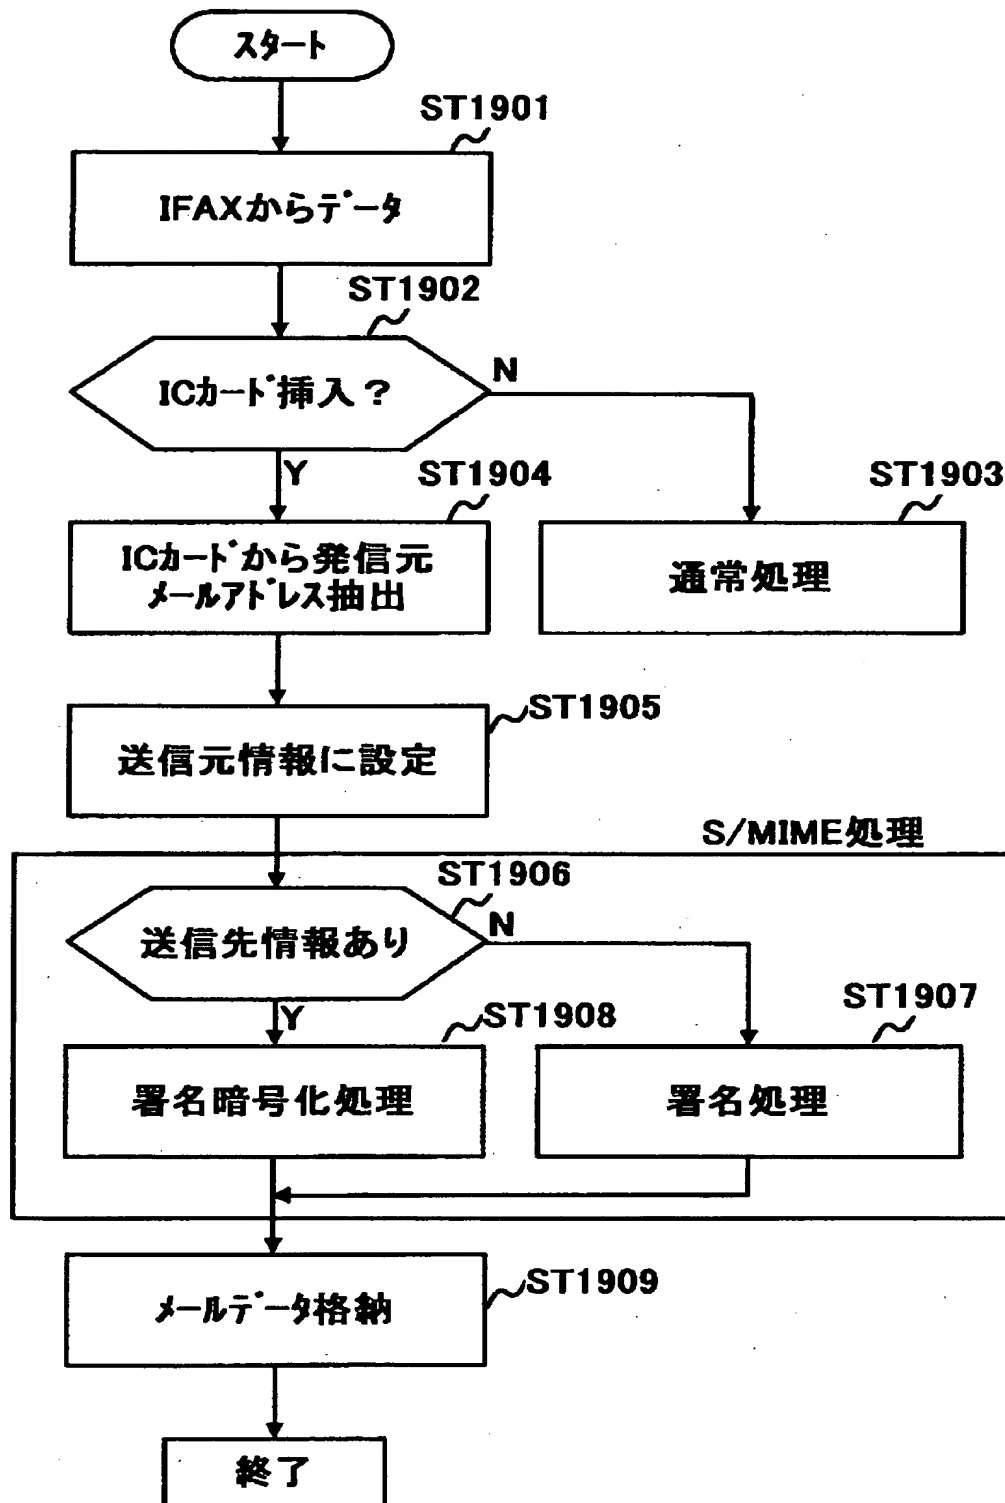 スタート
ST1901
IFAXからデータ
ST1902
ICカード挿入？
N
Y
ST1904
ST1903
ICカードから発信元
メールアドレス抽出
通常処理
ST1905
送信元情報に設定
S/MIME処理
ST1906
送信先情報あり
N
Y
ST1908
ST1907
署名暗号化処理
署名処理
ST1909
メールデータ格納
終了